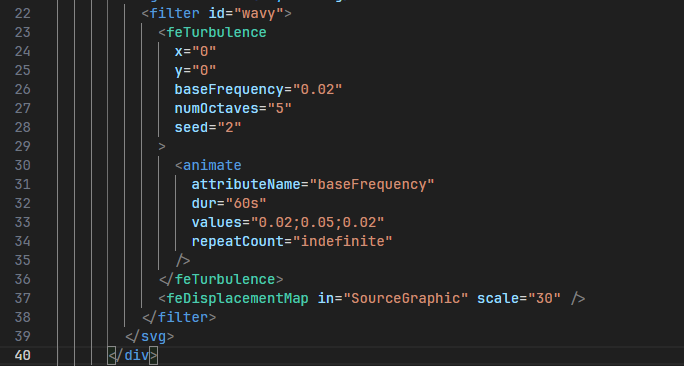 22 <filter id="wavy">
23 <feTurbulence
24 x="0"
25 y="0"
26 baseFrequency="0.02"
27 numOctaves="5"
28 seed="2"
29 >
30 <animate
31 attributeName="baseFrequency"
32 dur="60s"
33 values="0.02;0.05;0.02"
34 repeatCount="indefinite"
35 />
36 </feTurbulence>
37 <feDisplacementMap in="SourceGraphic" scale="30" />
38 </filter>
39 </svg>
40 </div>